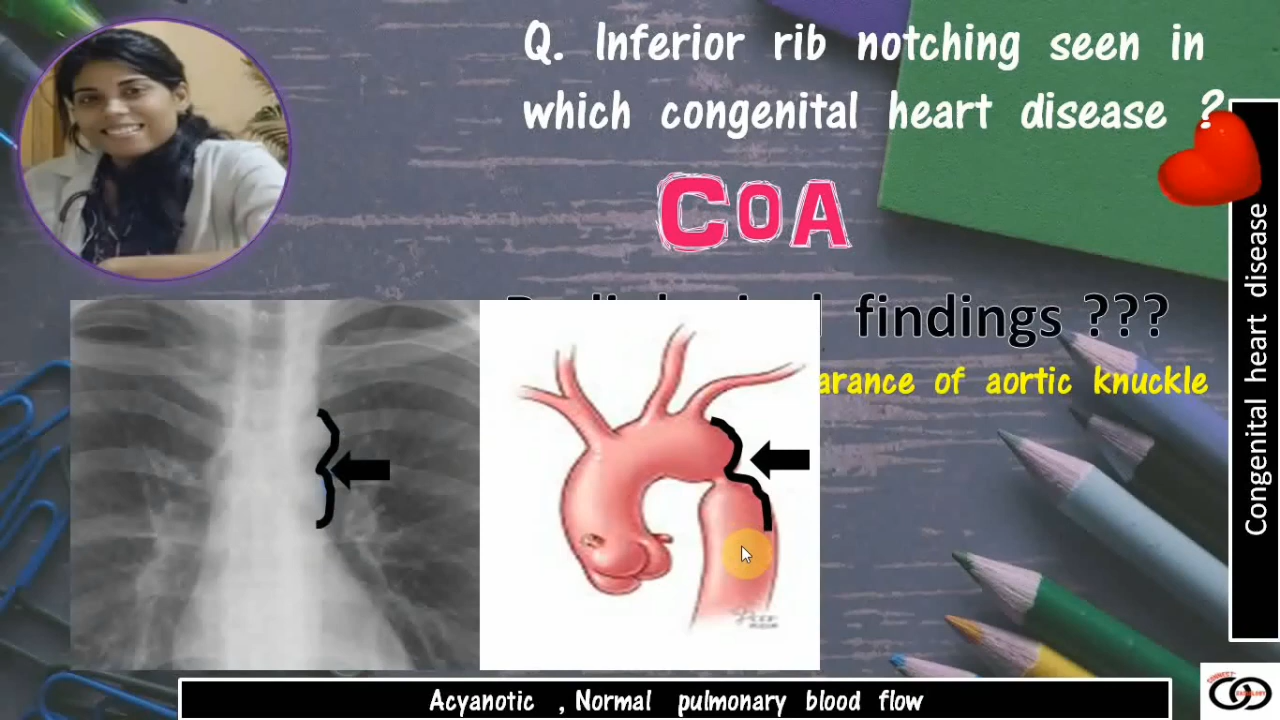 Q. Inferior rib notching seen in
which congenital heart disease ?
COA
findings ???
of aortic knuckle
Congenital heart disease
Acyanotic , Normal pulmonary blood flow